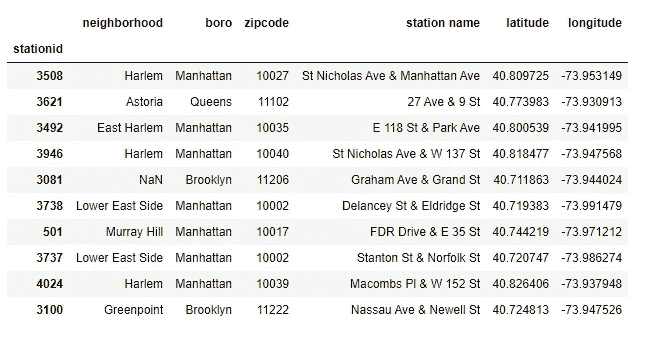 neighborhood boro zipcode station name latitude longitude
stationid
3508 Harlem Manhattan 10027 St Nicholas Ave & Manhattan Ave 40.809725 -73.953149
3621 Astoria Queens 11102 27 Ave & 9 St 40.773983 -73.930913
3492 East Harlem Manhattan 10035 E 118 St & Park Ave 40.800539 -73.941995
3946 Harlem Manhattan 10040 St Nicholas Ave & W 137 St 40.818477 -73.947568
3081 NaN Brooklyn 11206 Graham Ave & Grand St 40.711863 -73.944024
3738 Lower East Side Manhattan 10002 Delancey St & Eldridge St 40.719383 -73.991479
501 Murray Hill Manhattan 10017 FDR Drive & E 35 St 40.744219 -73.971212
3737 Lower East Side Manhattan 10002 Stanton St & Norfolk St 40.720747 -73.986274
4024 Harlem Manhattan 10039 Macombs Pl & W 152 St 40.826406 -73.937948
3100 Greenpoint Brooklyn 11222 Nassau Ave & Newell St 40.724813 -73.947526